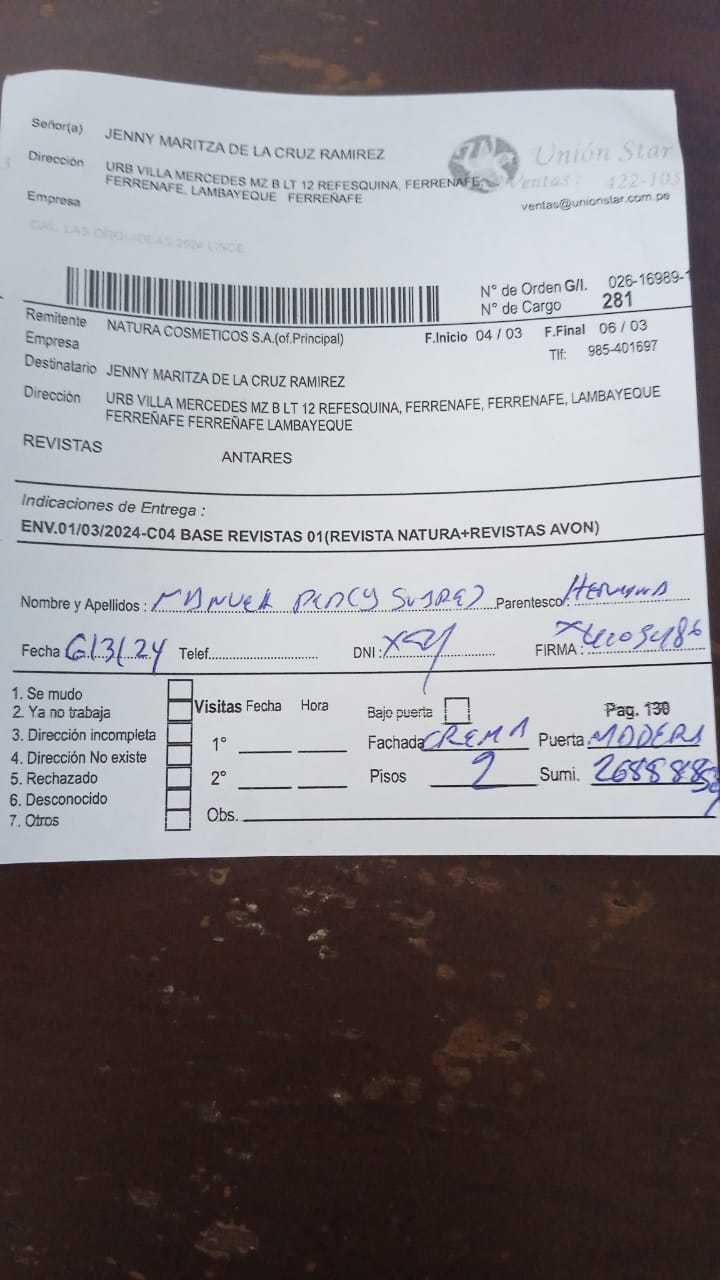 Señor(a) JENNY MARITZA DE LA CRUZ RAMIREZ
Dirección URB VILLA MERCEDES MZ B LT 12 REFESQUINA, FERRENAFE,
FERRENAFE, LAMBAYEQUE FERREÑAFE
Empresa
Unión Star
Ventas: 422-103
ventas@unionstar.com.pe
CAL. LAS ORQUIDEAS 2624 LINCE
N° de Orden G/I. 026-16989-1
N° de Cargo 281
Remitente NATURA COSMETICOS S.A.(of.Principal)
F.Inicio 04 / 03 F.Final 06 / 03
Empresa
Tlf: 985-401697
Destinatario JENNY MARITZA DE LA CRUZ RAMIREZ
Dirección URB VILLA MERCEDES MZ B LT 12 REFESQUINA, FERRENAFE, FERRENAFE, LAMBAYEQUE
FERREÑAFE FERREÑAFE LAMBAYEQUE
REVISTAS ANTARES
Indicaciones de Entrega :
ENV.01/03/2024-C04 BASE REVISTAS 01(REVISTA NATURA+REVISTAS AVON)
Nombre y Apellidos : Parentesco:
Fecha 6/3/24 Telef. DNI : FIRMA :
1. Se mudo
2. Ya no trabaja
3. Dirección incompleta
4. Dirección No existe
5. Rechazado
6. Desconocido
7. Otros
Visitas Fecha Hora
1°
2°
Obs.
Bajo puerta Pag. 130
Fachada CREMA Puerta MADERA
Pisos 2 Sumi.